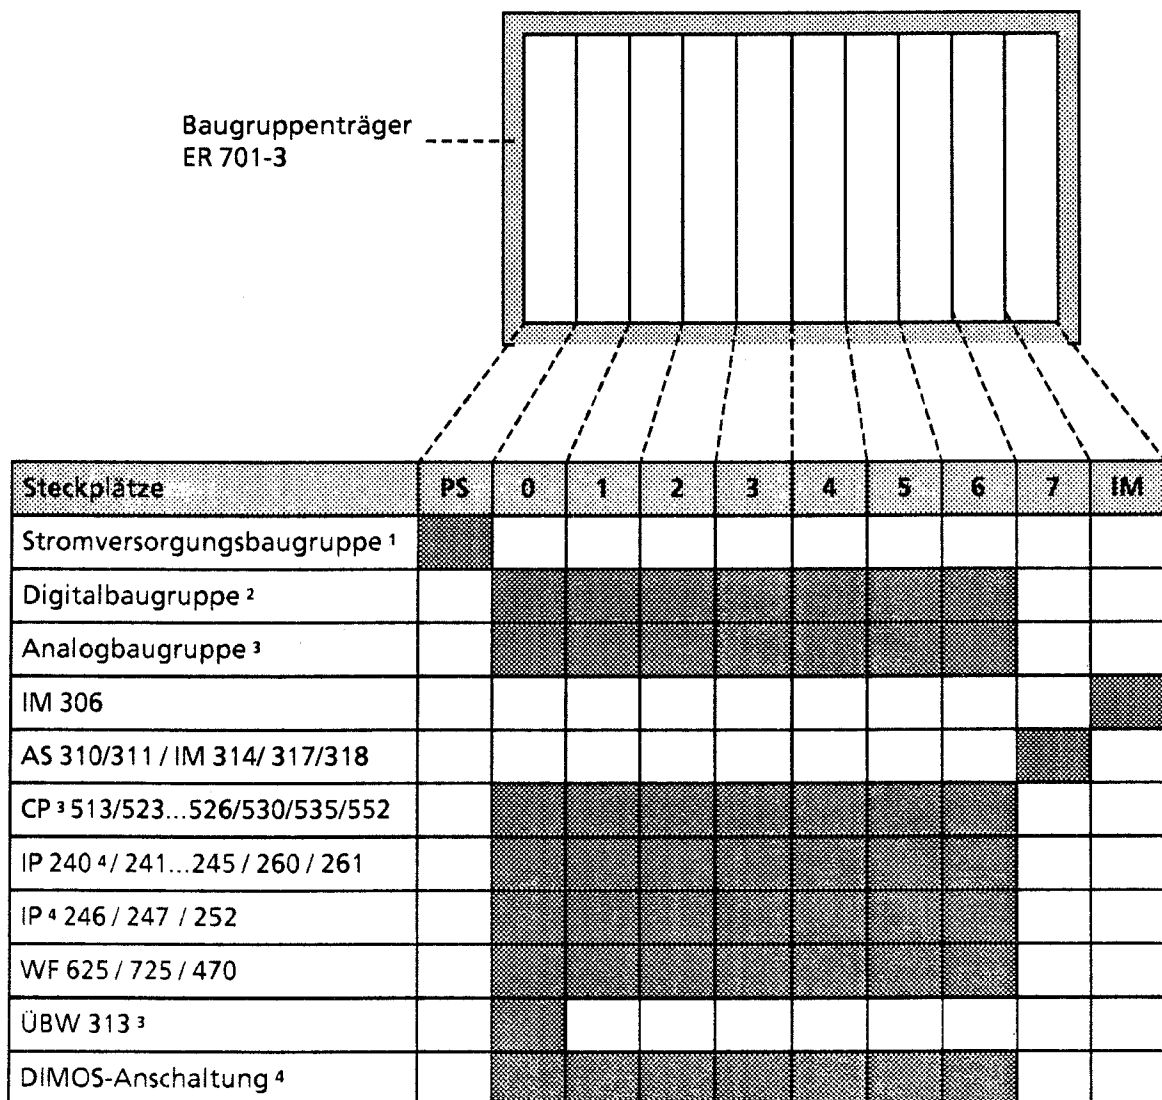 Baugruppenträger
ER 701-3
Steckplätze PS 0 1 2 3 4 5 6 7 IM
Stromversorgungsbaugruppe ¹
Digitalbaugruppe ²
Analogbaugruppe ³
IM 306
AS 310/311 / IM 314/ 317/318
CP ³ 513/523...526/530/535/552
IP 240 ⁴/ 241...245 / 260 / 261
IP ⁴ 246 / 247 / 252
WF 625 / 725 / 470
ÜBW 313 ³
DIMOS-Anschaltung ⁴